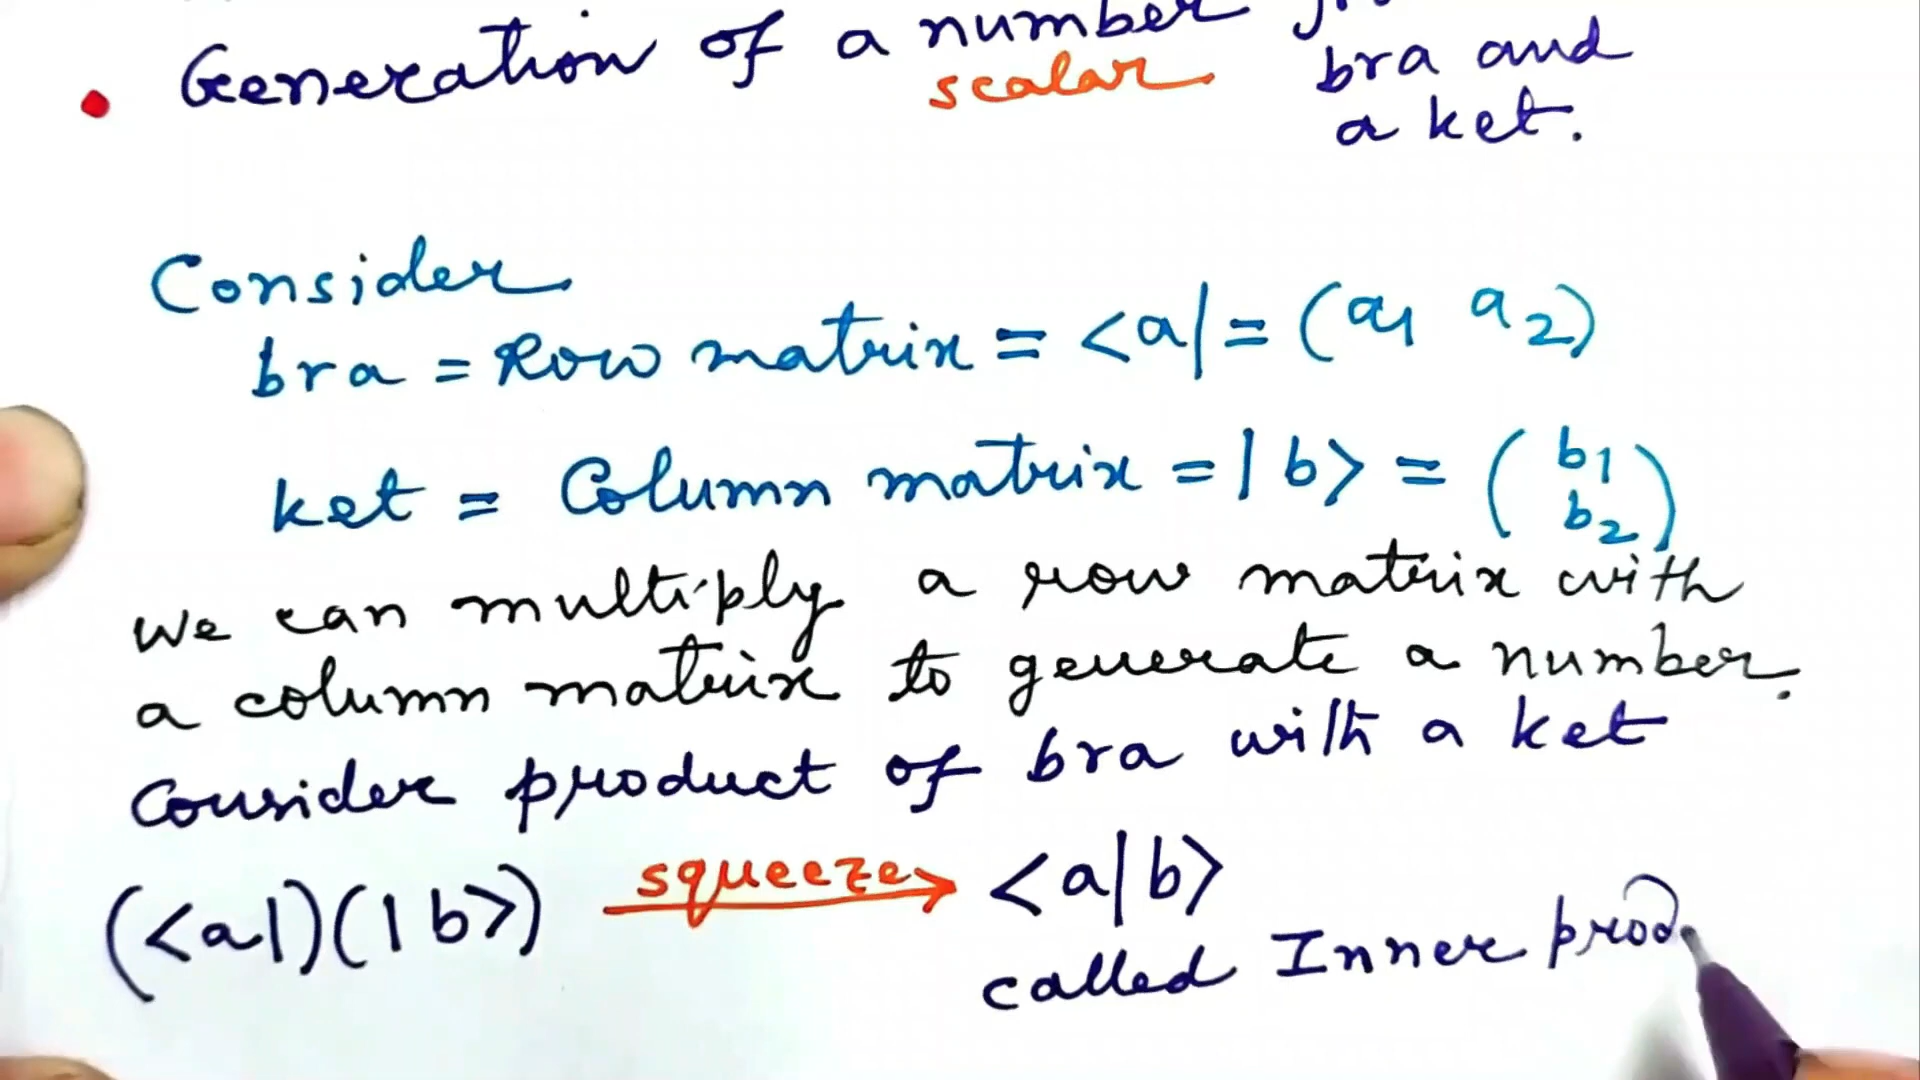 Generation of a number
scalar
bra and
a ket.
Consider
bra = Row matrix = <a| = (a1 a2)
ket = Column matrix = |b> = (b1
b2)
we can multiply a row matrix with
a column matrix to generate a number.
Consider product of bra with a ket
(<a|)(|b>) squeeze → <a|b>
called Inner prod